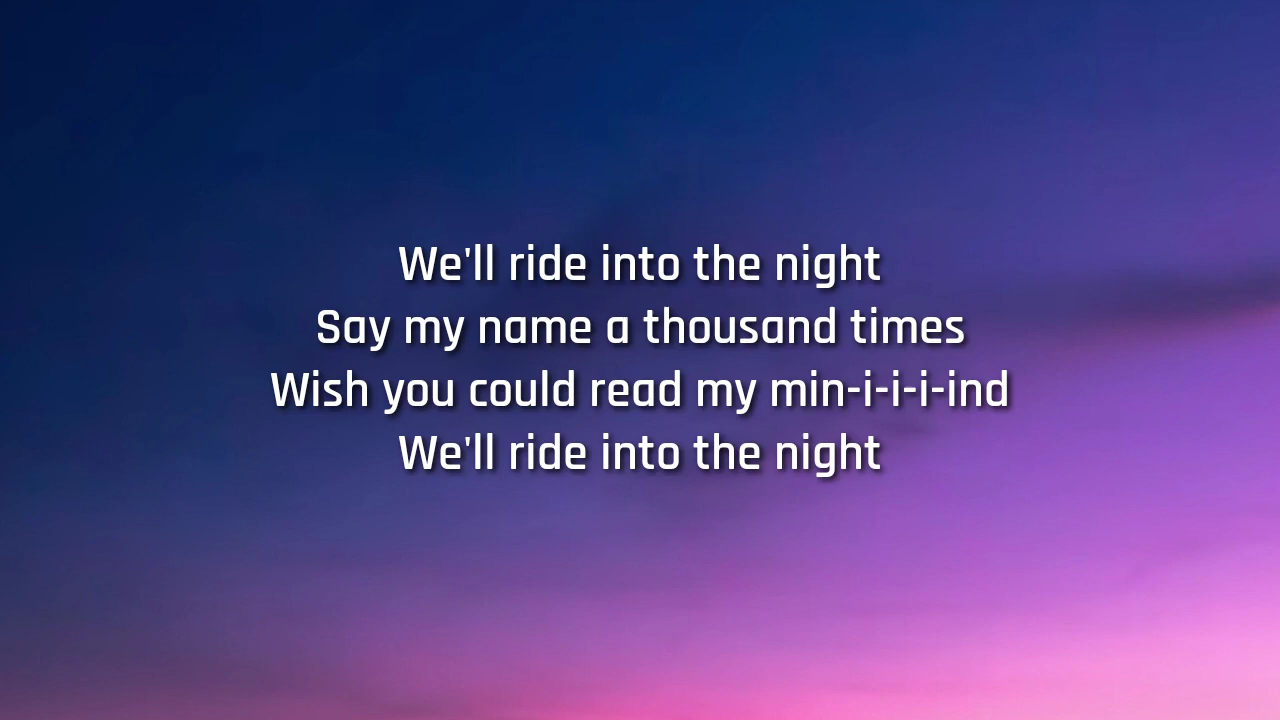 We'll ride into the night
Say my name a thousand times
Wish you could read my min-i-i-i-ind
We'll ride into the night